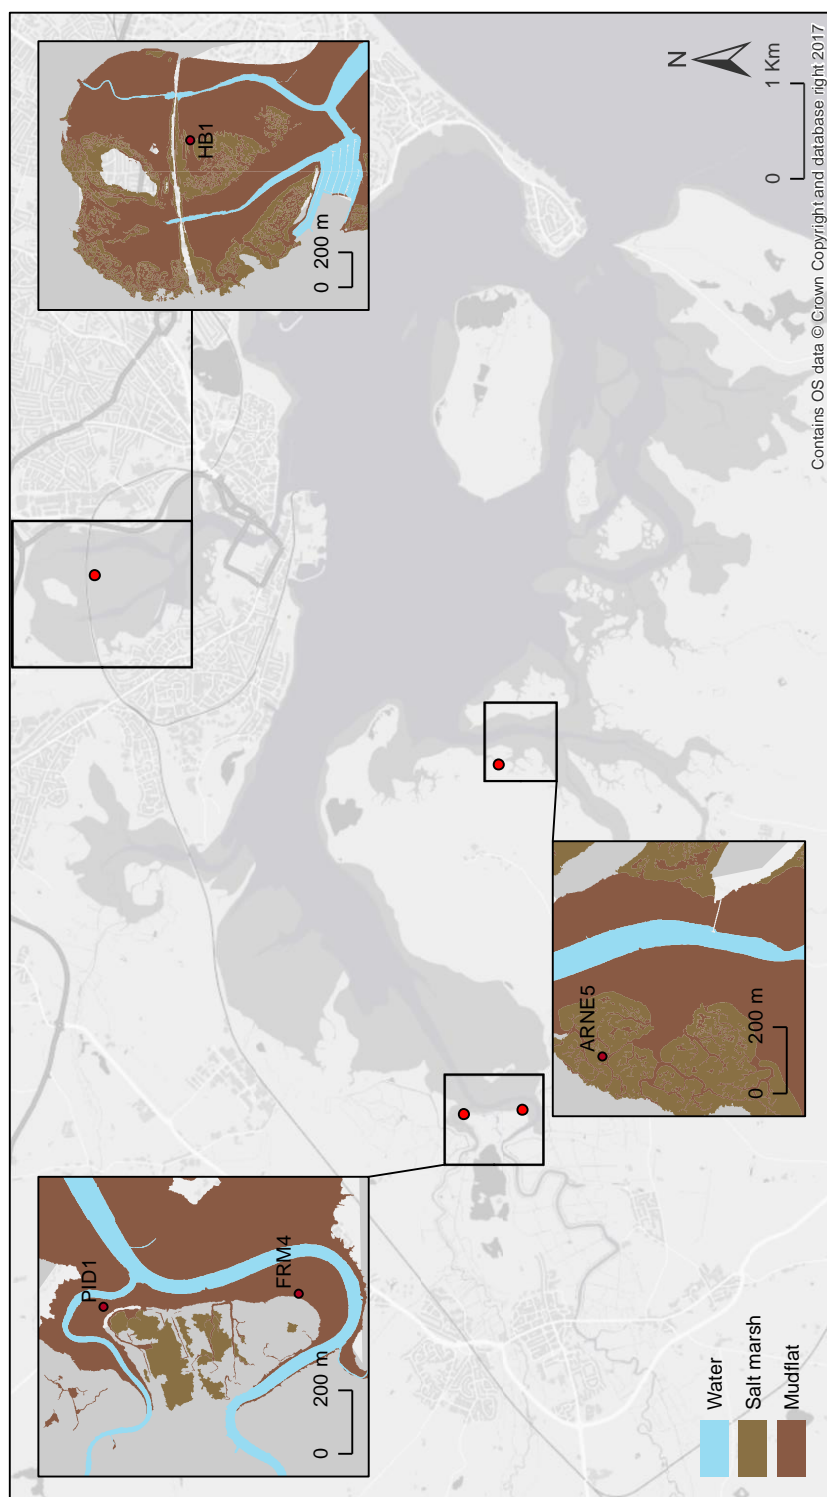 PID1
FRM4
0 200 m
HB1
0 200 m
ARNE5
0 200 m
Water
Salt marsh
Mudflat
N
0 1 Km
Contains OS data © Crown Copyright and database right 2017